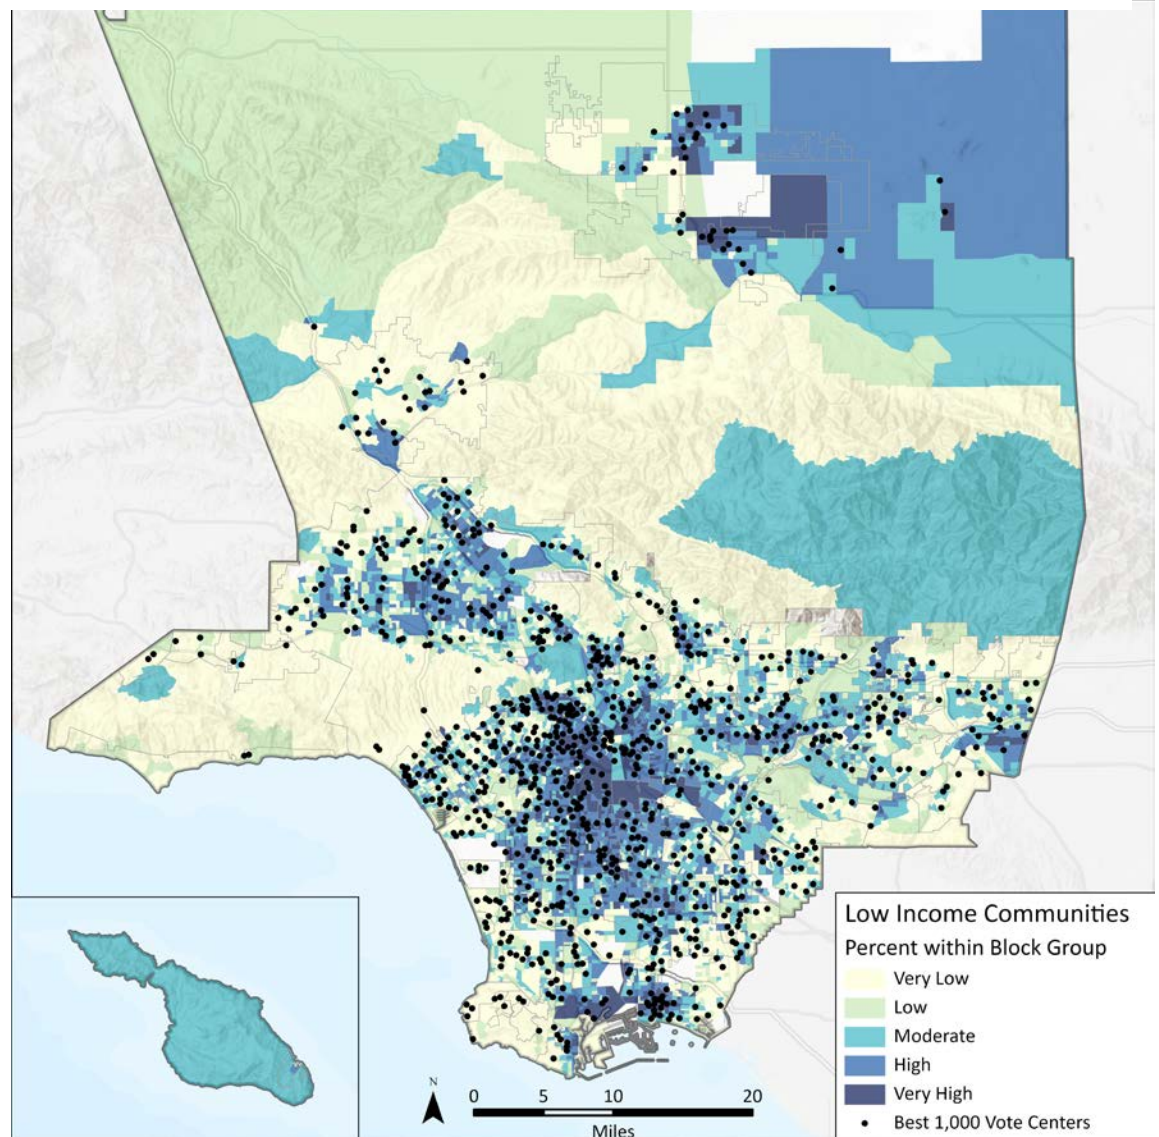 Low Income Communities
Percent within Block Group
Very Low
Low
Moderate
High
Very High
Best 1,000 Vote Centers
N
0 5 10 20
Miles